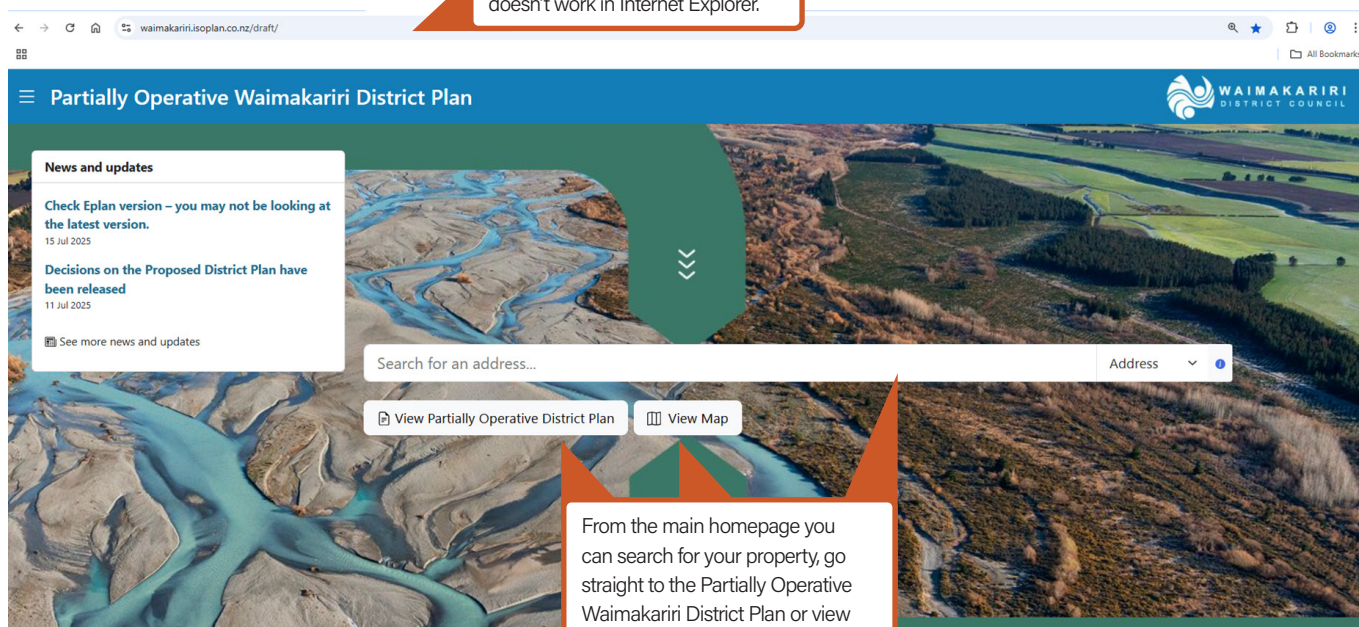 doesn't work in Internet Explorer.
waimakariri.isoplan.co.nz/draft/
All Bookmarks
Partially Operative Waimakariri District Plan
WAIMAKARIRI
DISTRICT COUNCIL
News and updates
Check Eplan version – you may not be looking at
the latest version.
15 Jul 2025
Decisions on the Proposed District Plan have
been released
11 Jul 2025
See more news and updates
Search for an address...
Address
View Partially Operative District Plan
View Map
From the main homepage you
can search for your property, go
straight to the Partially Operative
Waimakariri District Plan or view